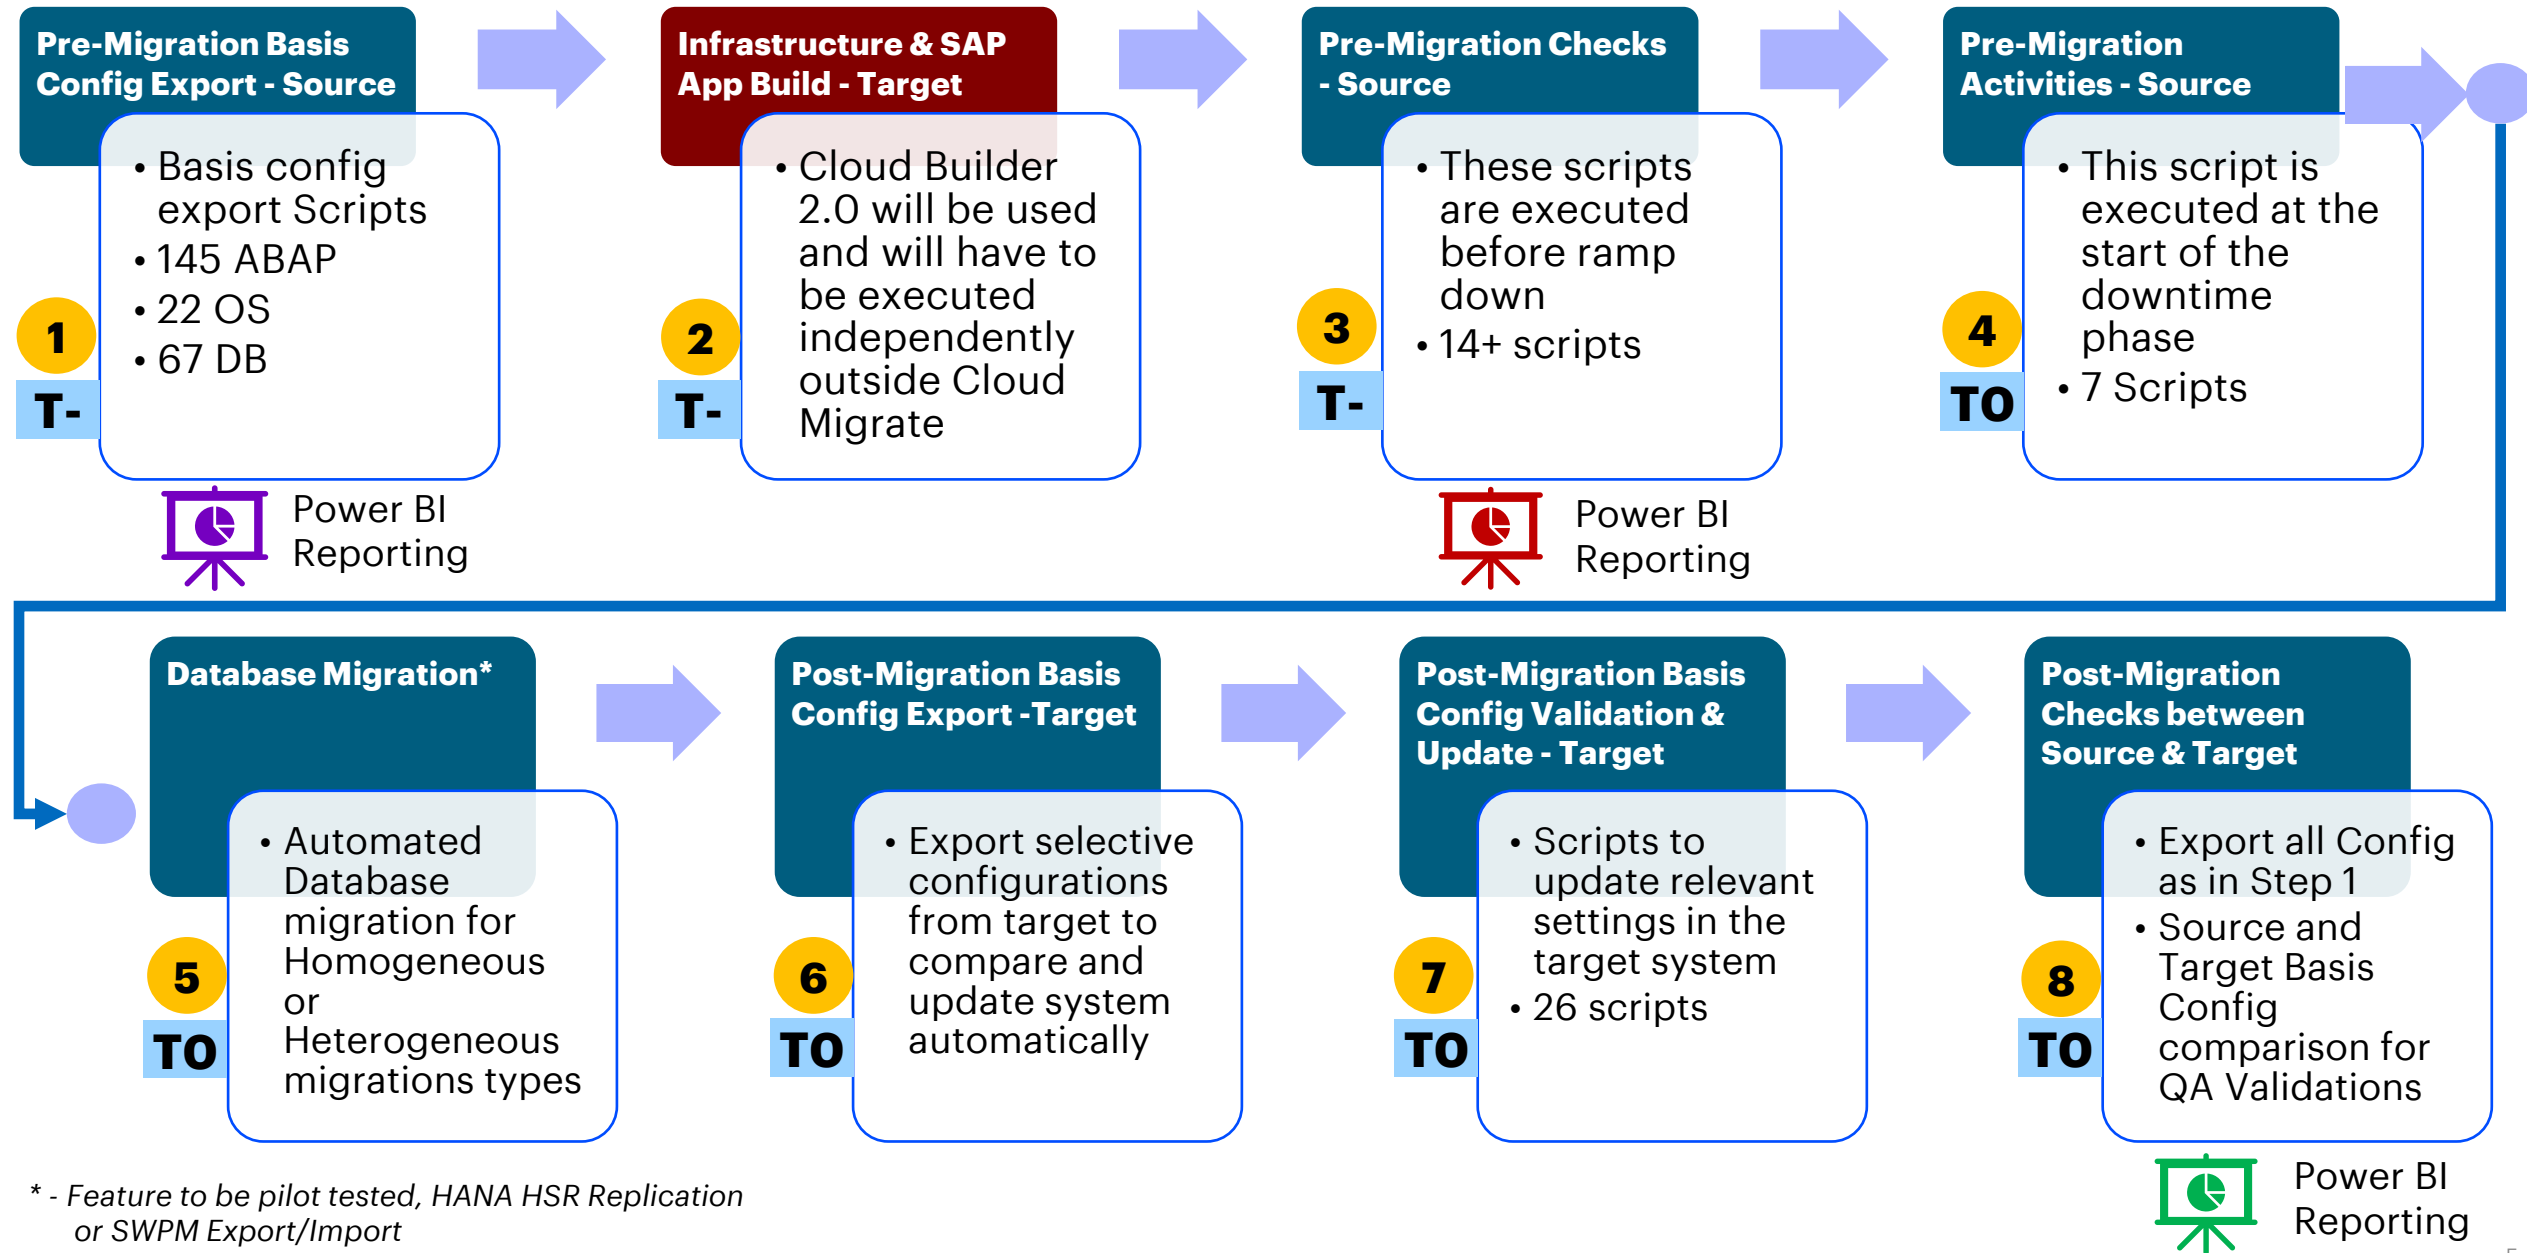 Pre-Migration Basis
Config Export - Source
• Basis config
export Scripts
• 145 ABAP
• 22 OS
• 67 DB
1
T-
Power BI
Reporting
Infrastructure & SAP
App Build - Target
• Cloud Builder
2.0 will be used
and will have to
be executed
independently
outside Cloud
Migrate
2
T-
Pre-Migration Checks
- Source
• These scripts
are executed
before ramp
down
• 14+ scripts
3
T-
Power BI
Reporting
Pre-Migration
Activities - Source
• This script is
executed at the
start of the
downtime
phase
• 7 Scripts
4
T0
Database Migration*
• Automated
Database
migration for
Homogeneous
or
Heterogeneous
migrations types
5
T0
Post-Migration Basis
Config Export -Target
• Export selective
configurations
from target to
compare and
update system
automatically
6
T0
Post-Migration Basis
Config Validation &
Update - Target
• Scripts to
update relevant
settings in the
target system
• 26 scripts
7
T0
Post-Migration
Checks between
Source & Target
• Export all Config
as in Step 1
• Source and
Target Basis
Config
comparison for
QA Validations
8
T0
Power BI
Reporting
* - Feature to be pilot tested, HANA HSR Replication
or SWPM Export/Import